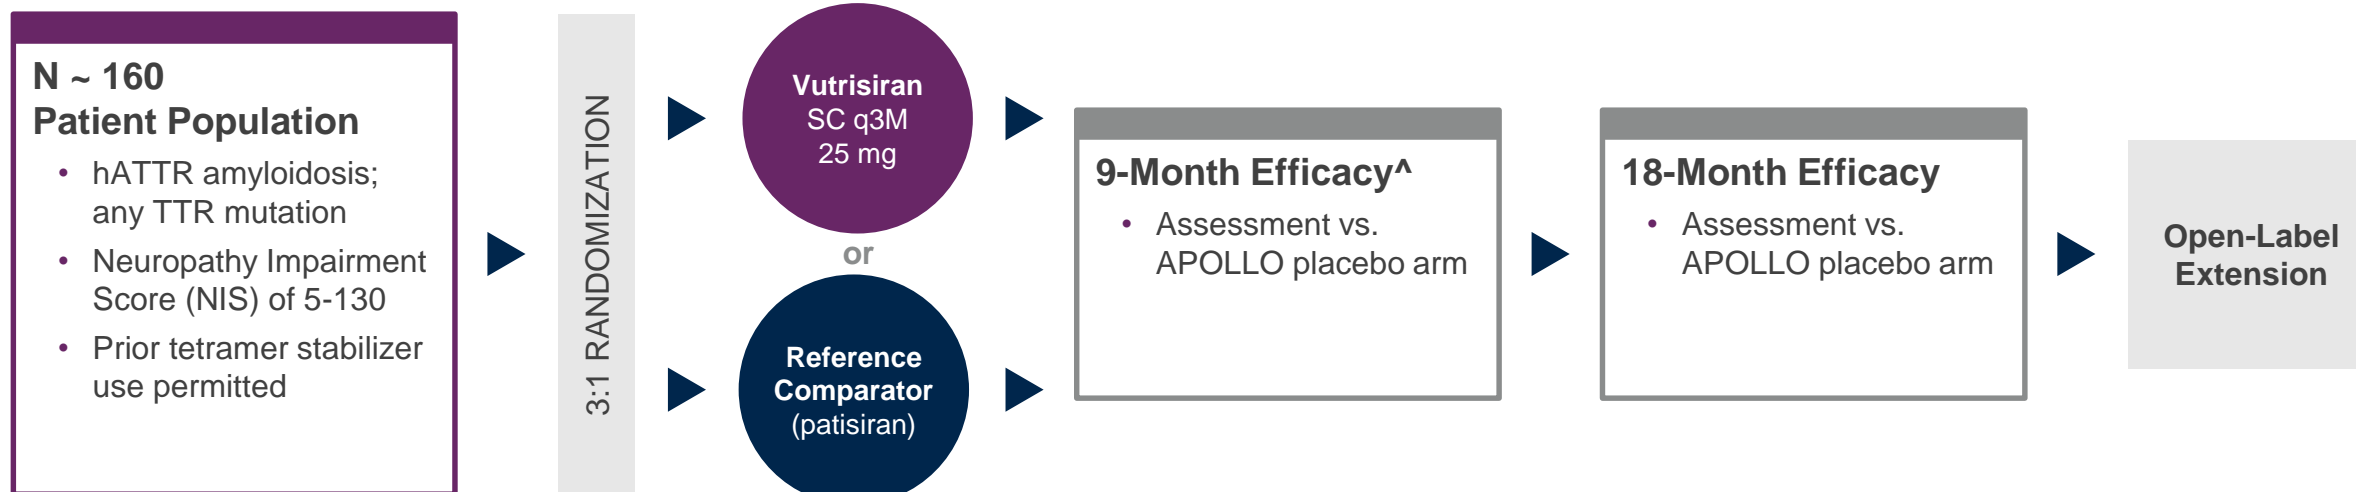 N ~ 160
Patient Population
• hATTR amyloidosis;
any TTR mutation
• Neuropathy Impairment
Score (NIS) of 5-130
• Prior tetramer stabilizer
use permitted
3:1 RANDOMIZATION
Vutrisiran
SC q3M
25 mg
or
Reference
Comparator
(patisiran)
9-Month Efficacy^
• Assessment vs.
APOLLO placebo arm
18-Month Efficacy
• Assessment vs.
APOLLO placebo arm
Open-Label
Extension